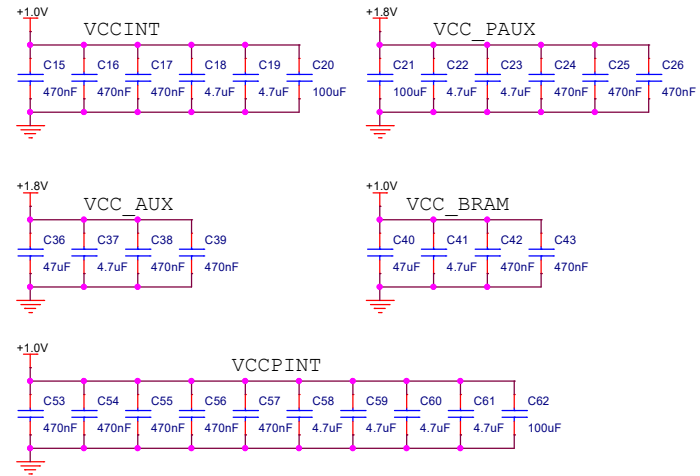 +1.0V
VCCINT
C15 C16 C17 C18 C19 C20
470nF 470nF 470nF 4.7uF 4.7uF 100uF
+1.8V
VCC_PAUX
C21 C22 C23 C24 C25 C26
100uF 4.7uF 4.7uF 470nF 470nF 470nF
+1.8V
VCC_AUX
C36 C37 C38 C39
47uF 4.7uF 470nF 470nF
+1.0V
VCC_BRAM
C40 C41 C42 C43
47uF 4.7uF 470nF 470nF
+1.0V
VCCPINT
C53 C54 C55 C56 C57 C58 C59 C60 C61 C62
470nF 470nF 470nF 470nF 470nF 4.7uF 4.7uF 4.7uF 4.7uF 100uF